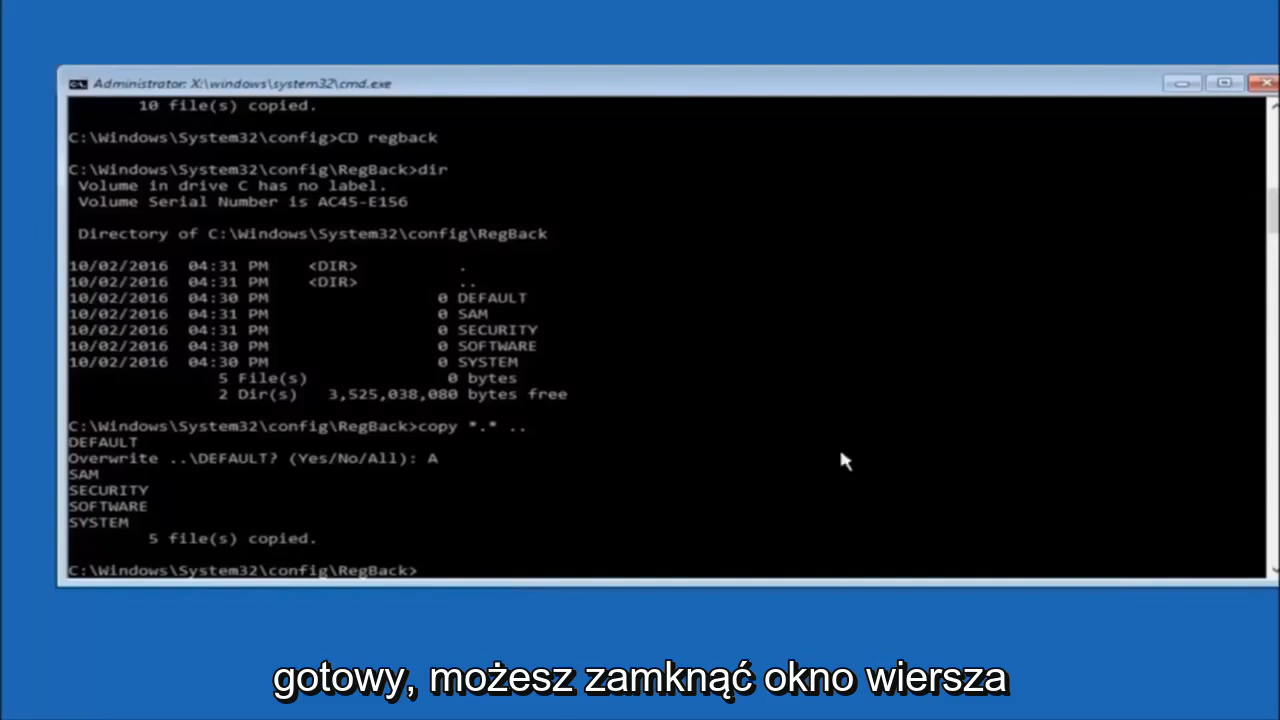 Administrator: X:\windows\system32\cmd.exe
10 file(s) copied.
C:\Windows\System32\config>CD regback
C:\Windows\System32\config\RegBack>dir
Volume in drive C has no label.
Volume Serial Number is AC45-E156
Directory of C:\Windows\System32\config\RegBack
10/02/2016 04:31 PM <DIR> .
10/02/2016 04:31 PM <DIR> ..
10/02/2016 04:30 PM 0 DEFAULT
10/02/2016 04:31 PM 0 SAM
10/02/2016 04:31 PM 0 SECURITY
10/02/2016 04:30 PM 0 SOFTWARE
10/02/2016 04:30 PM 0 SYSTEM
5 File(s) 0 bytes
2 Dir(s) 3,525,038,080 bytes free
C:\Windows\System32\config\RegBack>copy *.* ..
DEFAULT
Overwrite ..\DEFAULT? (Yes/No/All): A
SAM
SECURITY
SOFTWARE
SYSTEM
5 file(s) copied.
C:\Windows\System32\config\RegBack>
gotowy, możesz zamknąć okno wiersza